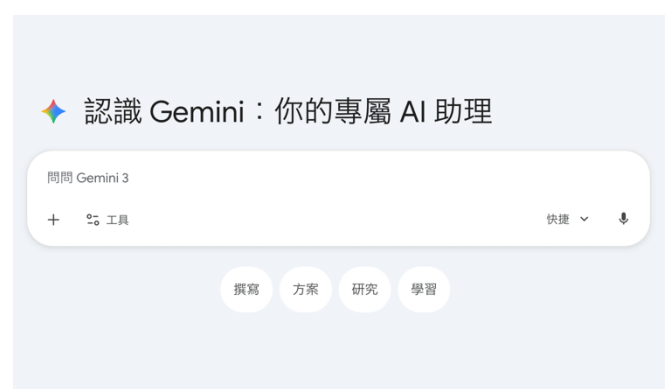 認識 Gemini：你的專屬 AI 助理
問問 Gemini 3
工具
快捷
撰寫 方案 研究 學習